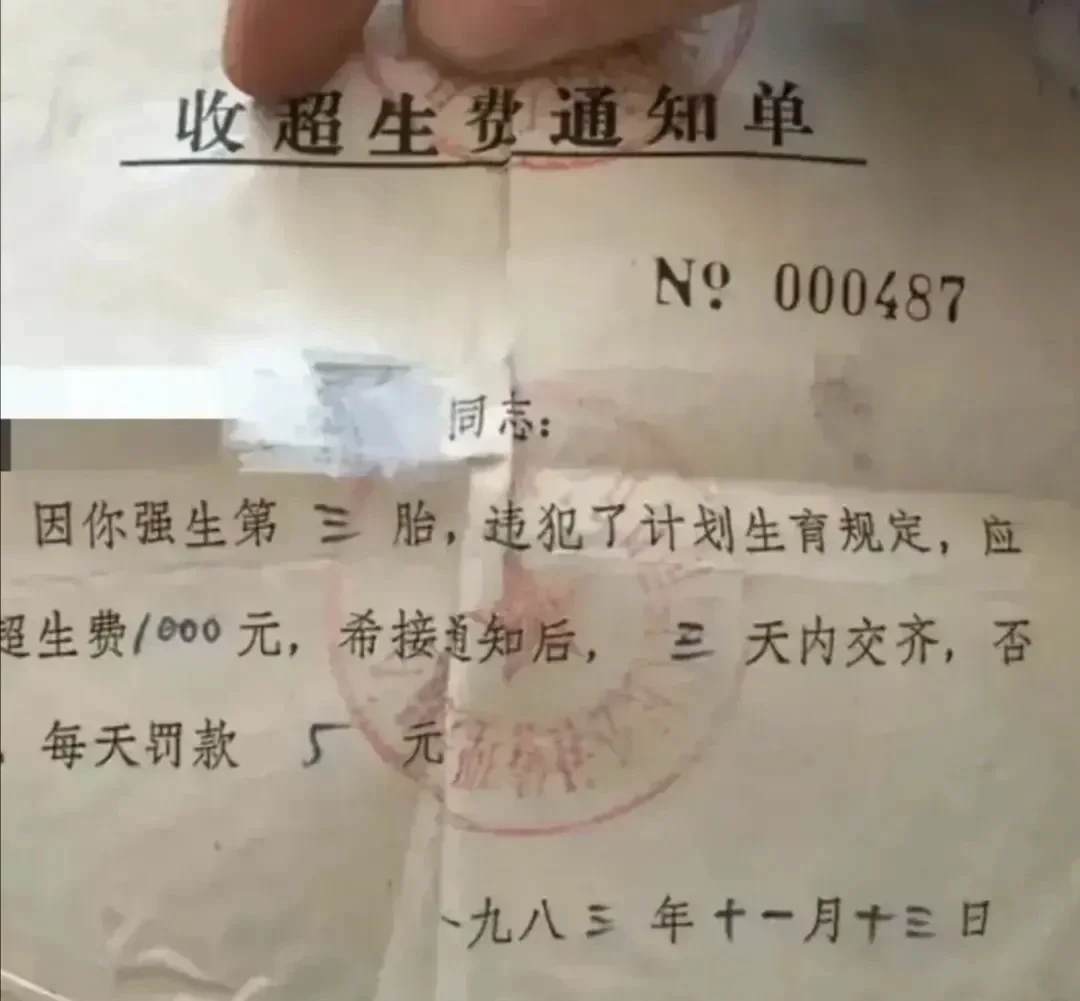 收超生费通知单
Nº 000487
同志：
因你强生第 三 胎，违犯了计划生育规定，应
超生费1000元，希接通知后， 三 天内交齐，否
，每天罚款 5 元
一九八三年十一月十三日